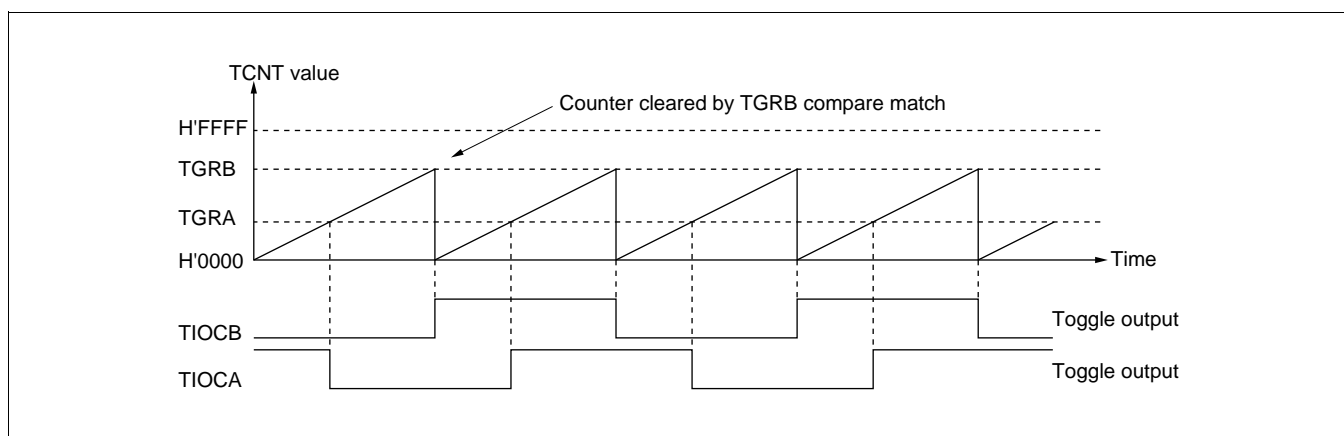 TCNT value
Counter cleared by TGRB compare match
H'FFFF
TGRB
TGRA
H'0000
Time
TIOCB
Toggle output
TIOCA
Toggle output